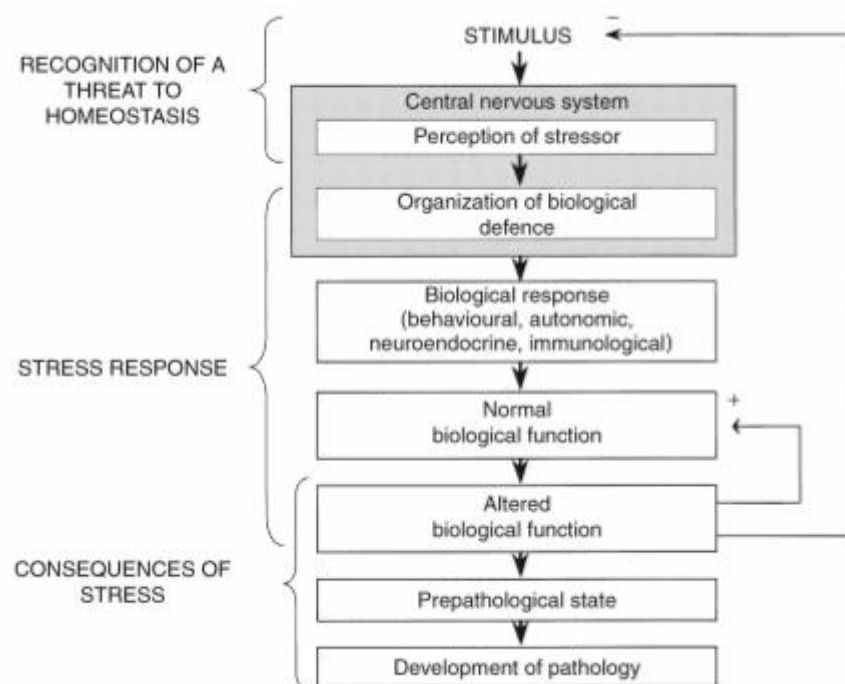 STIMULUS
−
RECOGNITION OF A
THREAT TO
HOMEOSTASIS
Central nervous system
Perception of stressor
Organization of biological
defence
Biological response
(behavioural, autonomic,
neuroendocrine, immunological)
STRESS RESPONSE
Normal
biological function
+
Altered
biological function
CONSEQUENCES OF
STRESS
Prepathological state
Development of pathology